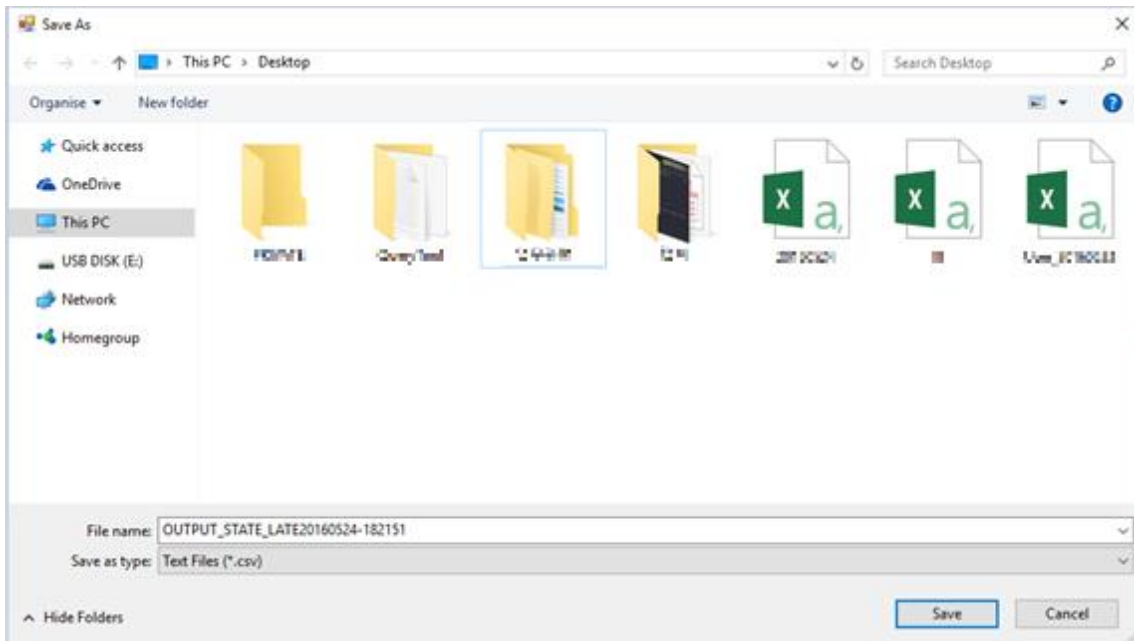 Save As
This PC > Desktop
Search Desktop
Organise
New folder
Quick access
OneDrive
This PC
USB DISK (E:)
Network
Homegroup
File name: OUTPUT_STATE_LATE20160524-182151
Save as type: Text Files (*.csv)
Hide Folders
Save
Cancel